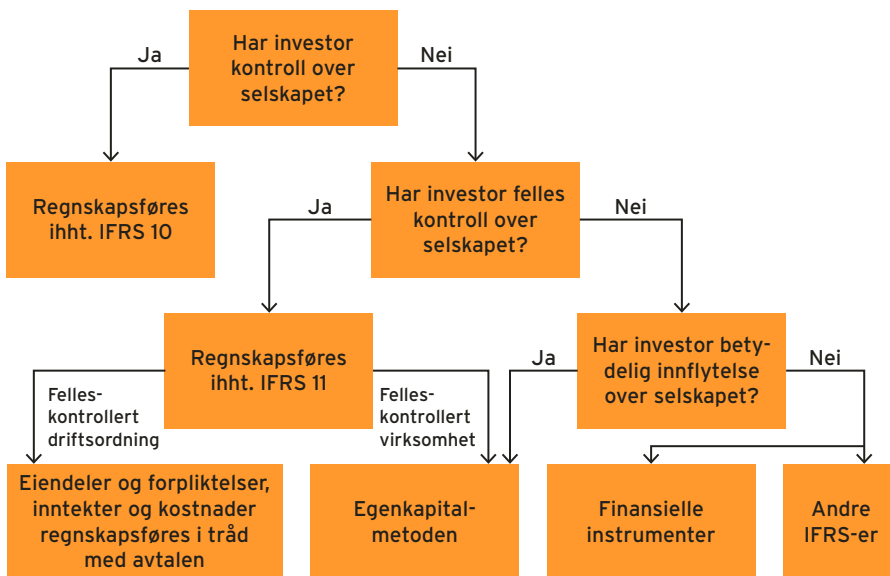 Har investor
kontroll over
selskapet?
Ja
Nei
Regnskapsføres
ihht. IFRS 10
Har investor felles
kontroll over
selskapet?
Ja
Nei
Regnskapsføres
ihht. IFRS 11
Har investor bety-
delig innflytelse
over selskapet?
Ja
Nei
Felles-
kontrollert
driftsordning
Felles-
kontrollert
virksomhet
Eiendeler og forpliktelser,
inntekter og kostnader
regnskapsføres i tråd
med avtalen
Egenkapital-
metoden
Finansielle
instrumenter
Andre
IFRS-er